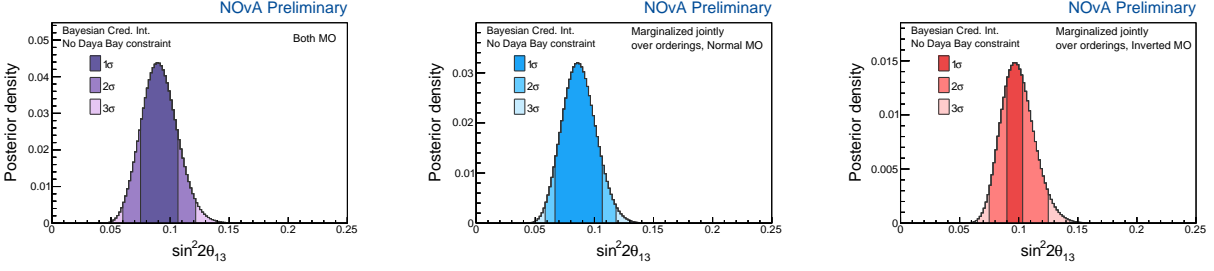 NOvA Preliminary
Bayesian Cred. Int.
No Daya Bay constraint
Both MO
1σ
2σ
3σ
Posterior density
0.05
0.04
0.03
0.02
0.01
0
0 0.05 0.1 0.15 0.2 0.25
sin²2θ₁₃
NOvA Preliminary
Bayesian Cred. Int.
No Daya Bay constraint
Marginalized jointly
over orderings, Normal MO
1σ
2σ
3σ
Posterior density
0.03
0.02
0.01
0
0 0.05 0.1 0.15 0.2 0.25
sin²2θ₁₃
NOvA Preliminary
Bayesian Cred. Int.
No Daya Bay constraint
Marginalized jointly
over orderings, Inverted MO
1σ
2σ
3σ
Posterior density
0.015
0.01
0.005
0
0 0.05 0.1 0.15 0.2 0.25
sin²2θ₁₃